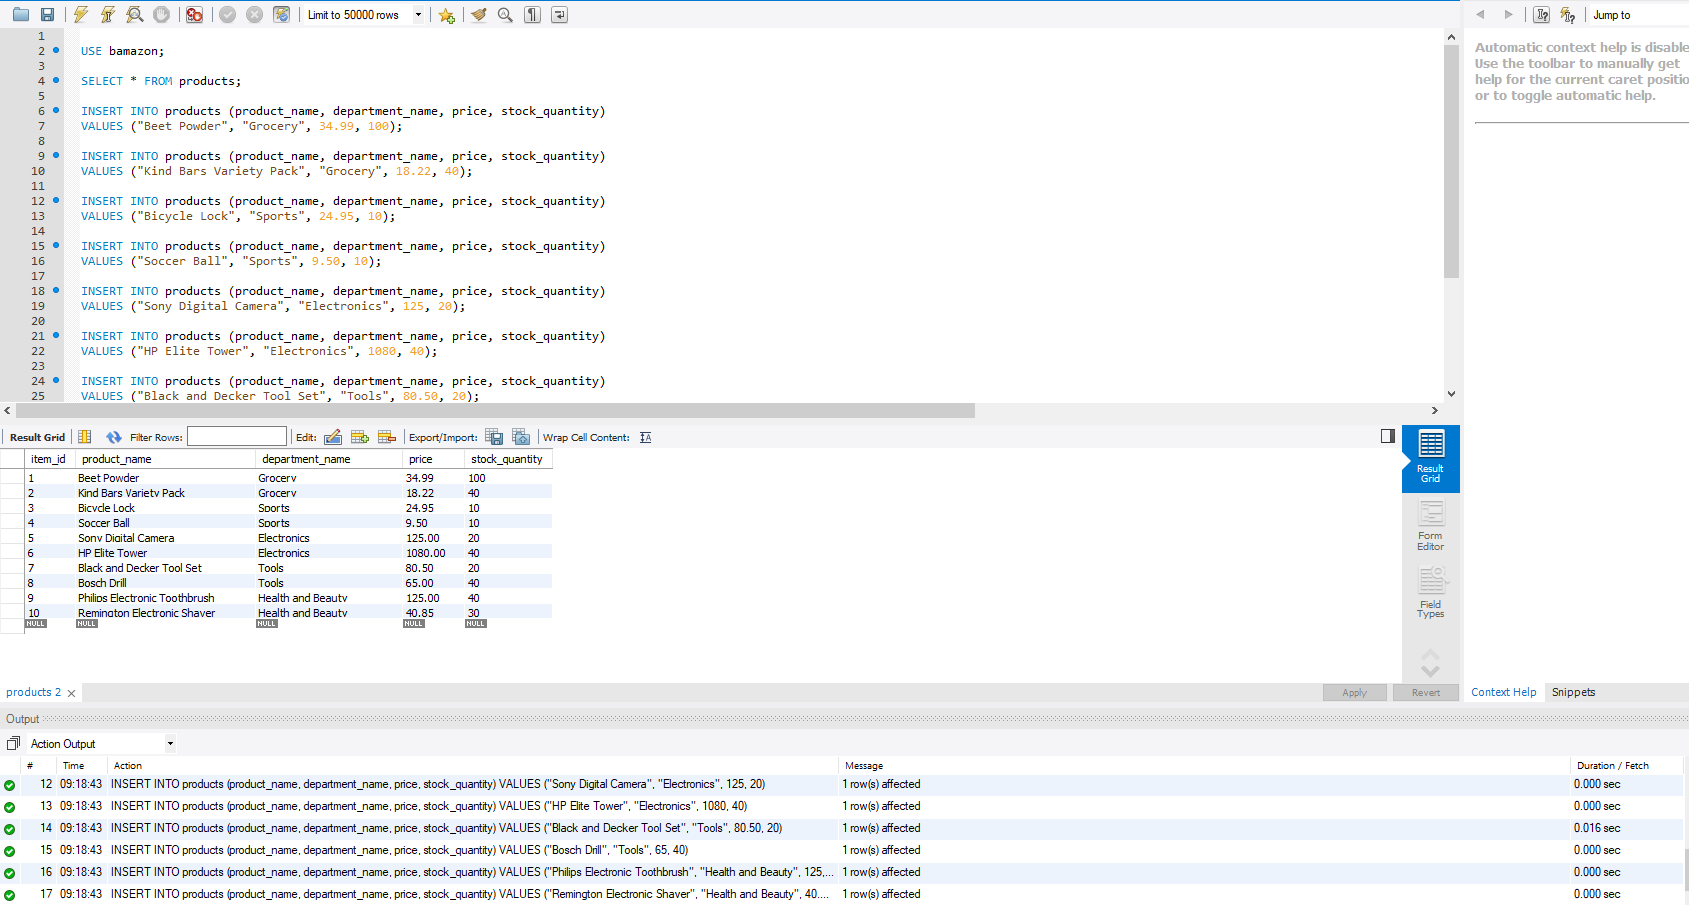 Limit to 50000 rows
Jump to
1
2 USE bamazon;
3
4 SELECT * FROM products;
5
6 INSERT INTO products (product_name, department_name, price, stock_quantity)
7 VALUES ("Beet Powder", "Grocery", 34.99, 100);
8
9 INSERT INTO products (product_name, department_name, price, stock_quantity)
10 VALUES ("Kind Bars Variety Pack", "Grocery", 18.22, 40);
11
12 INSERT INTO products (product_name, department_name, price, stock_quantity)
13 VALUES ("Bicycle Lock", "Sports", 24.95, 10);
14
15 INSERT INTO products (product_name, department_name, price, stock_quantity)
16 VALUES ("Soccer Ball", "Sports", 9.50, 10);
17
18 INSERT INTO products (product_name, department_name, price, stock_quantity)
19 VALUES ("Sony Digital Camera", "Electronics", 125, 20);
20
21 INSERT INTO products (product_name, department_name, price, stock_quantity)
22 VALUES ("HP Elite Tower", "Electronics", 1080, 40);
23
24 INSERT INTO products (product_name, department_name, price, stock_quantity)
25 VALUES ("Black and Decker Tool Set", "Tools", 80.50, 20);
Automatic context help is disable
Use the toolbar to manually get
help for the current caret positio
or to toggle automatic help.
Result Grid Filter Rows: Edit: Export/Import: Wrap Cell Content: IA
item_id product_name department_name price stock_quantity
1 Beet Powder Grocery 34.99 100
2 Kind Bars Variety Pack Grocery 18.22 40
3 Bicycle Lock Sports 24.95 10
4 Soccer Ball Sports 9.50 10
5 Sony Digital Camera Electronics 125.00 20
6 HP Elite Tower Electronics 1080.00 40
7 Black and Decker Tool Set Tools 80.50 20
8 Bosch Drill Tools 65.00 40
9 Philips Electronic Toothbrush Health and Beauty 125.00 40
10 Remington Electronic Shaver Health and Beauty 40.85 30
NULL NULL NULL NULL NULL
Result
Grid
Form
Editor
Field
Types
products 2
Apply Revert
Context Help Snippets
Output
Action Output
# Time Action Message Duration / Fetch
12 09:18:43 INSERT INTO products (product_name, department_name, price, stock_quantity) VALUES ("Sony Digital Camera", "Electronics", 125, 20) 1 row(s) affected 0.000 sec
13 09:18:43 INSERT INTO products (product_name, department_name, price, stock_quantity) VALUES ("HP Elite Tower", "Electronics", 1080, 40) 1 row(s) affected 0.000 sec
14 09:18:43 INSERT INTO products (product_name, department_name, price, stock_quantity) VALUES ("Black and Decker Tool Set", "Tools", 80.50, 20) 1 row(s) affected 0.016 sec
15 09:18:43 INSERT INTO products (product_name, department_name, price, stock_quantity) VALUES ("Bosch Drill", "Tools", 65, 40) 1 row(s) affected 0.000 sec
16 09:18:43 INSERT INTO products (product_name, department_name, price, stock_quantity) VALUES ("Philips Electronic Toothbrush", "Health and Beauty", 125,... 1 row(s) affected 0.000 sec
17 09:18:43 INSERT INTO products (product_name, department_name, price, stock_quantity) VALUES ("Remington Electronic Shaver", "Health and Beauty", 40.... 1 row(s) affected 0.000 sec